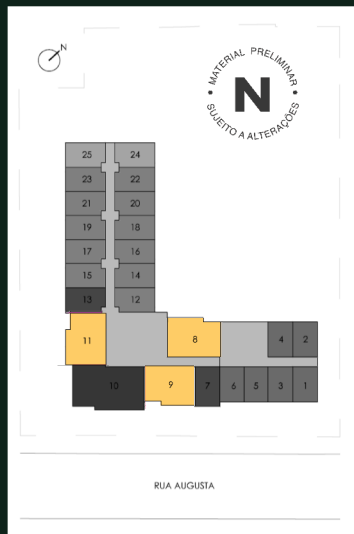 N
MATERIAL PRELIMINAR
N
SUJEITO A ALTERAÇÕES
25 24
23 22
21 20
19 18
17 16
15 14
13 12
11 8 4 2
10 9 7 6 5 3 1
RUA AUGUSTA